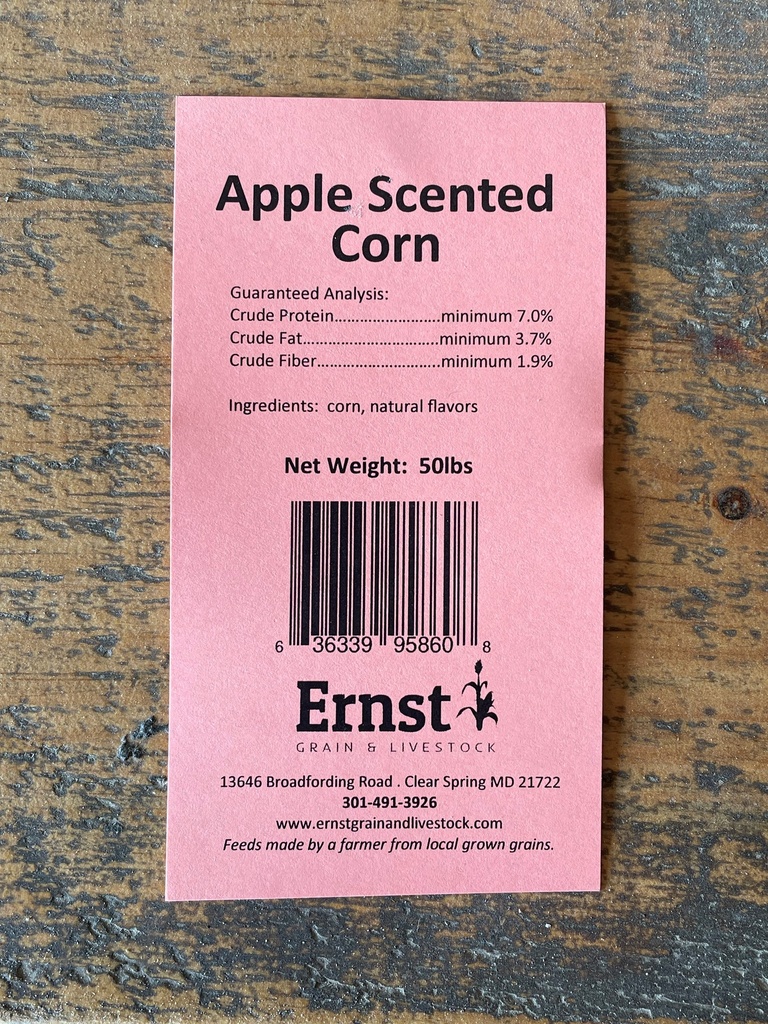 Apple Scented
Corn
Guaranteed Analysis:
Crude Protein……………………..minimum 7.0%
Crude Fat……………………………..minimum 3.7%
Crude Fiber…………………………..minimum 1.9%
Ingredients:  corn, natural flavors
Net Weight:  50lbs
6 36339 95860 8
Ernst
GRAIN & LIVESTOCK
13646 Broadfording Road . Clear Spring MD 21722
301-491-3926
www.ernstgrainandlivestock.com
Feeds made by a farmer from local grown grains.